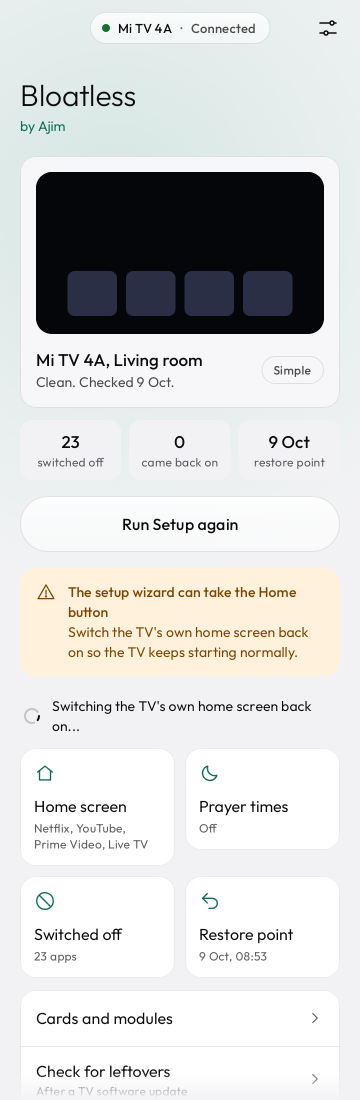 Mi TV 4A · Connected
Bloatless
by Ajim
Mi TV 4A, Living room
Clean. Checked 9 Oct.
Simple
23
switched off
0
came back on
9 Oct
restore point
Run Setup again
The setup wizard can take the Home
button
Switch the TV's own home screen back
on so the TV keeps starting normally.
Switching the TV's own home screen back
on...
Home screen
Netflix, YouTube,
Prime Video, Live TV
Prayer times
Off
Switched off
23 apps
Restore point
9 Oct, 08:53
Cards and modules
Check for leftovers
After a TV software update